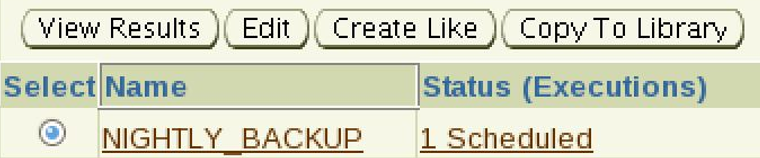 View Results Edit Create Like Copy To Library
Select Name Status (Executions)
NIGHTLY_BACKUP 1 Scheduled